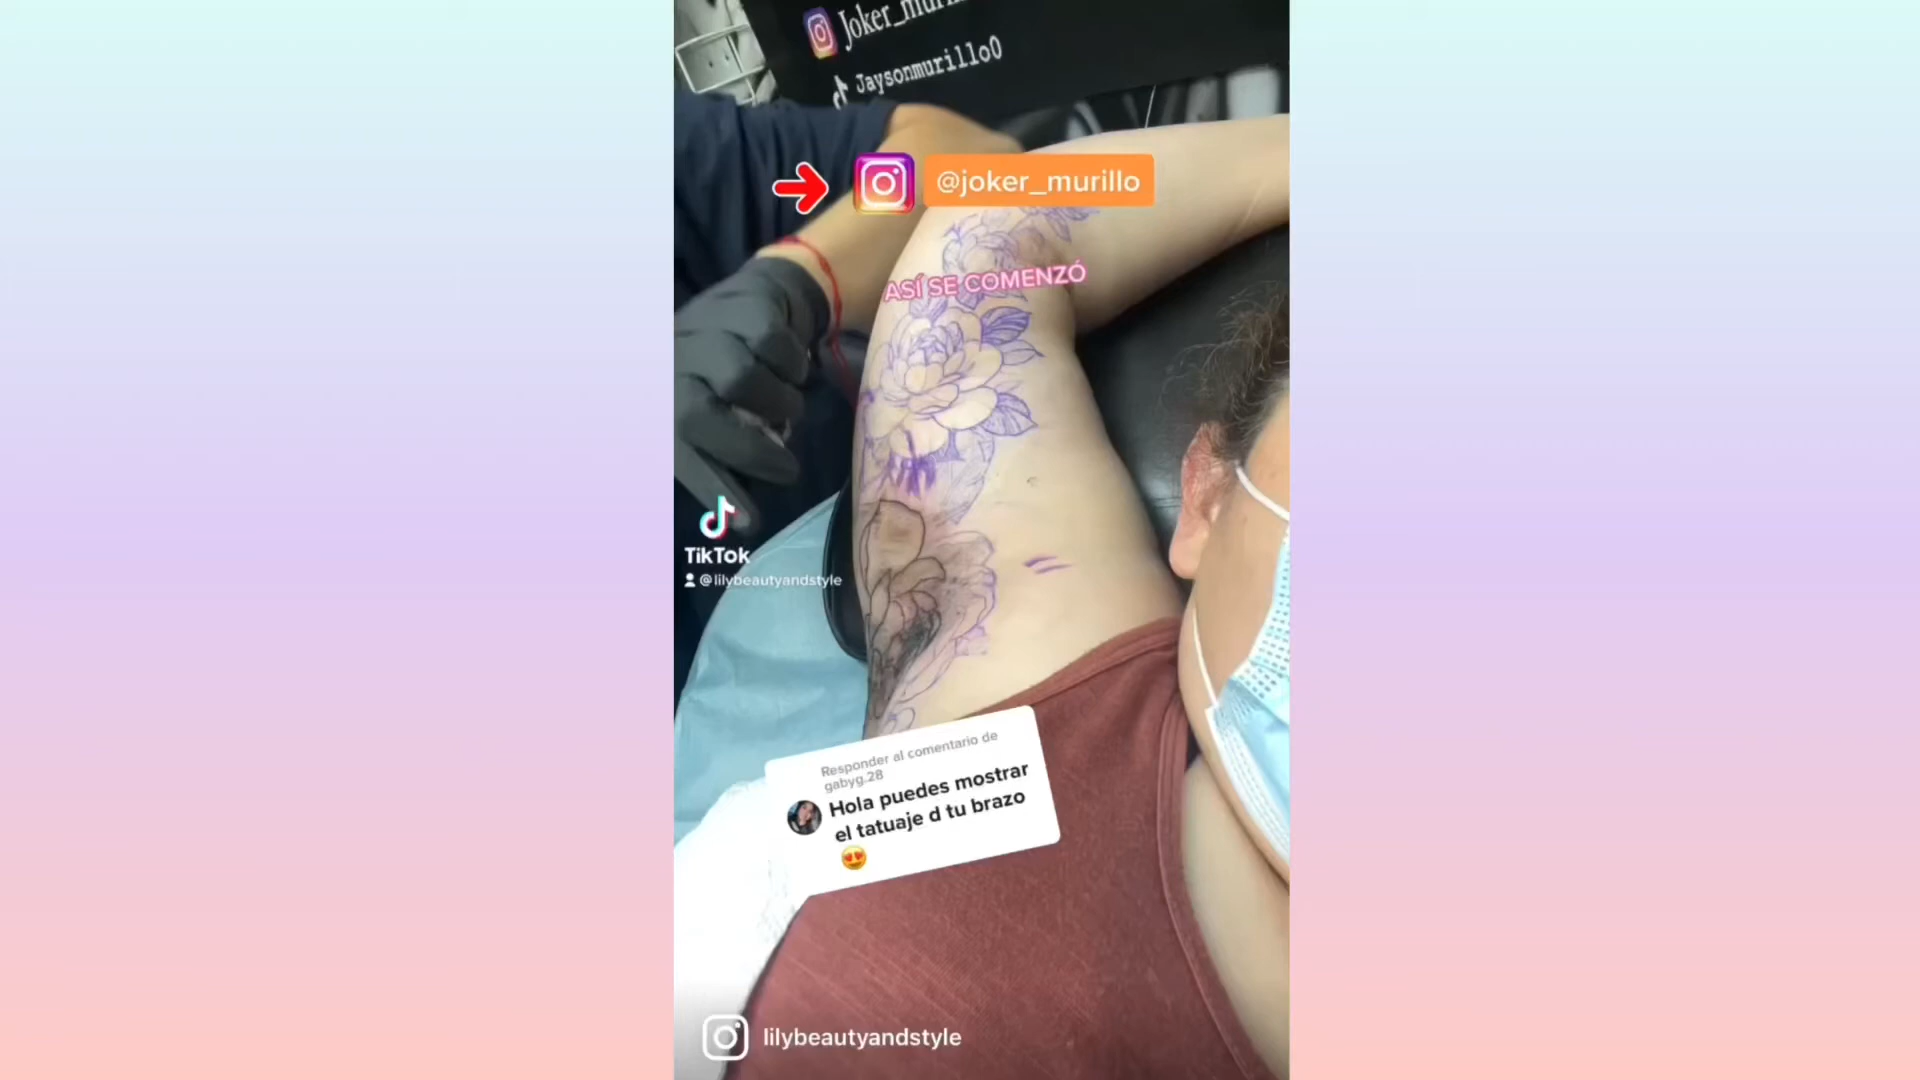 Jaysonmurillo0
@joker_murillo
ASÍ SE COMENZÓ
TikTok
@lilybeautyandstyle
Responder al comentario de
gabyg.28
Hola puedes mostrar
el tatuaje d tu brazo
😍
lilybeautyandstyle